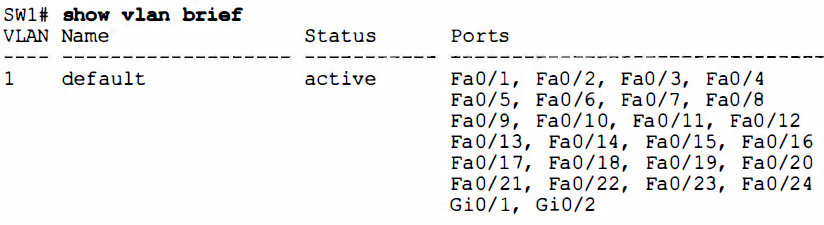 SW1# show vlan brief
VLAN Name Status Ports
---- ------------------- ----------- -------------------------------
1 default active Fa0/1, Fa0/2, Fa0/3, Fa0/4
Fa0/5, Fa0/6, Fa0/7, Fa0/8
Fa0/9, Fa0/10, Fa0/11, Fa0/12
Fa0/13, Fa0/14, Fa0/15, Fa0/16
Fa0/17, Fa0/18, Fa0/19, Fa0/20
Fa0/21, Fa0/22, Fa0/23, Fa0/24
Gi0/1, Gi0/2